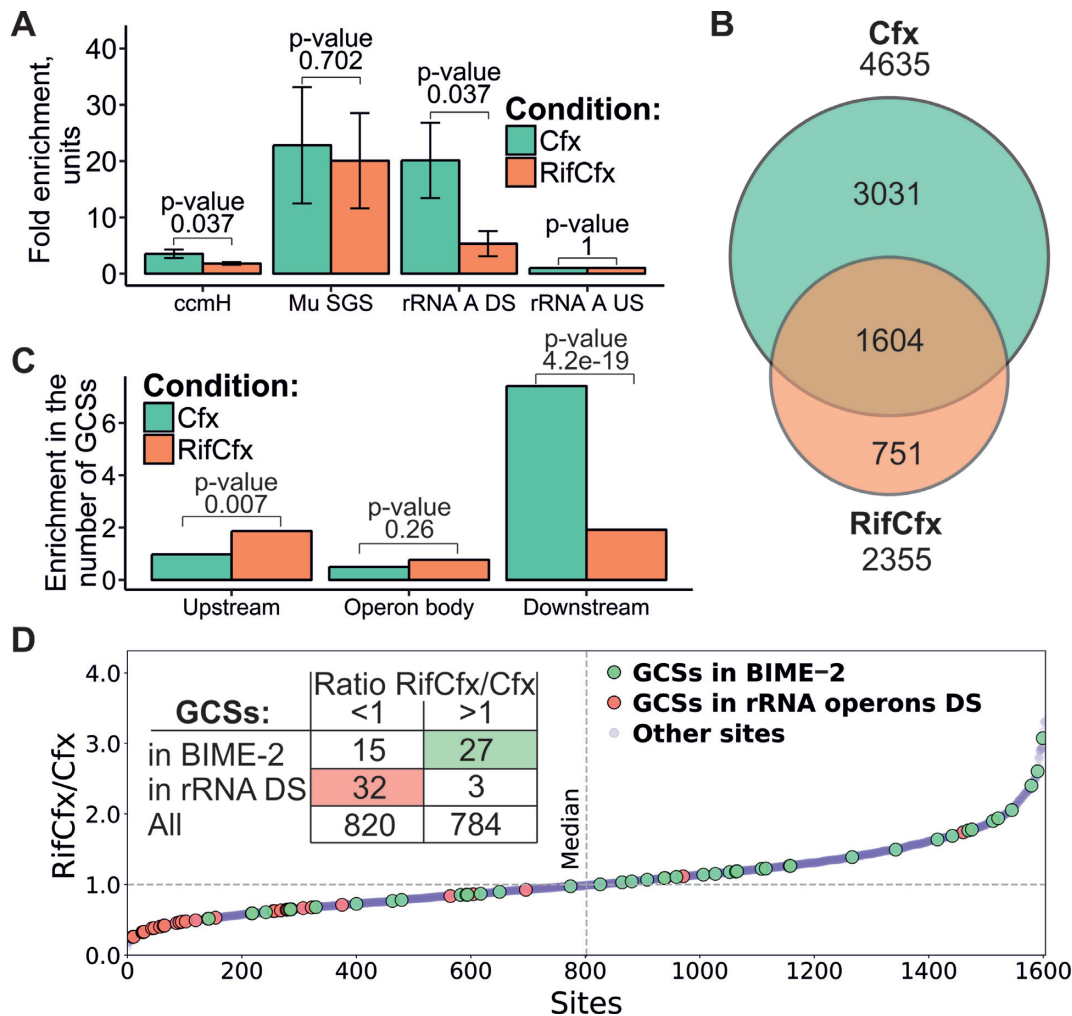 A
Fold enrichment,
units
40
30
20
10
0
p-value
0.037
p-value
0.702
p-value
0.037
p-value
1
Condition:
Cfx
RifCfx
ccmH
Mu SGS
rRNA A DS
rRNA A US
B
Cfx
4635
3031
1604
751
RifCfx
2355
C
Enrichment in the
number of GCSs
6
4
2
0
Condition:
Cfx
RifCfx
p-value
0.007
p-value
0.26
p-value
4.2e-19
Upstream
Operon body
Downstream
D
RifCfx/Cfx
4.0
3.0
2.0
1.0
0.0
Ratio RifCfx/Cfx
GCSs: <1 >1
in BIME-2 15 27
in rRNA DS 32 3
All 820 784
Median
GCSs in BIME−2
GCSs in rRNA operons DS
Other sites
0 200 400 600 800 1000 1200 1400 1600
Sites